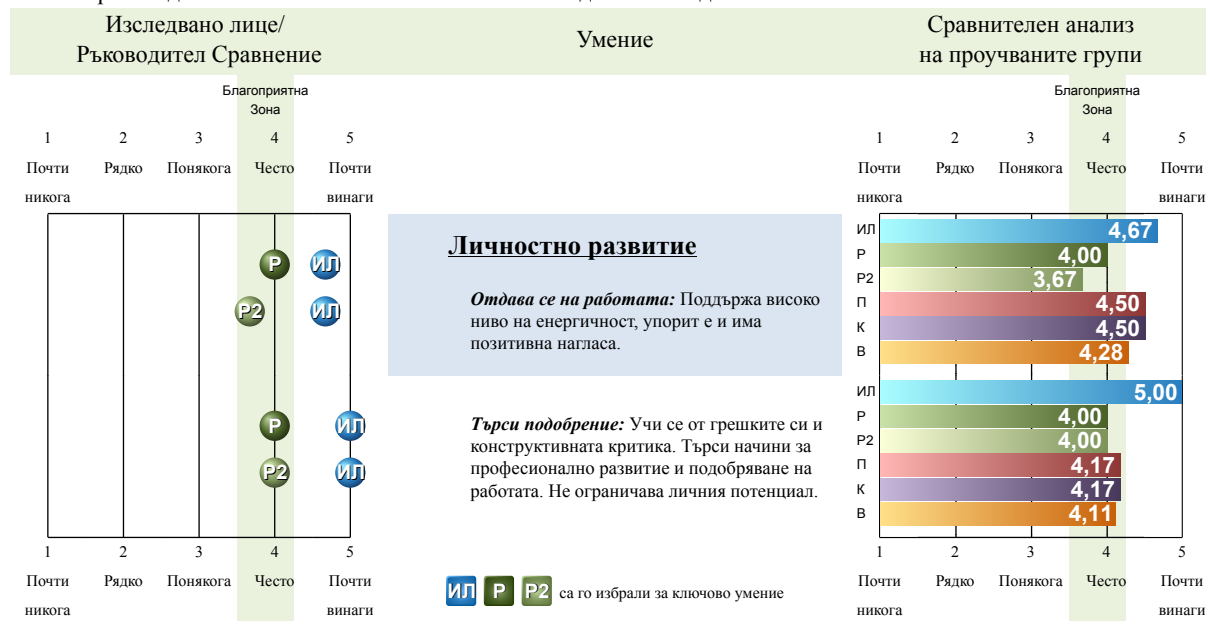 Изследвано лице/
Ръководител Сравнение
Умение
Сравнителен анализ
на проучваните групи
Благоприятна
Зона
1 2 3 4 5
Почти Рядко Понякога Често Почти
никога винаги
Р ИЛ
Р2 ИЛ
Р ИЛ
Р2 ИЛ
1 2 3 4 5
Почти Рядко Понякога Често Почти
никога винаги
Личностно развитие
Отдава се на работата: Поддържа високо
ниво на енергичност, упорит е и има
позитивна нагласа.
Търси подобрение: Учи се от грешките си и
конструктивната критика. Търси начини за
професионално развитие и подобряване на
работата. Не ограничава личния потенциал.
ИЛ Р Р2 са го избрали за ключово умение
Благоприятна
Зона
1 2 3 4 5
Почти Рядко Понякога Често Почти
никога винаги
ИЛ 4,67
Р 4,00
Р2 3,67
П 4,50
К 4,50
В 4,28
ИЛ 5,00
Р 4,00
Р2 4,00
П 4,17
К 4,17
В 4,11
1 2 3 4 5
Почти Рядко Понякога Често Почти
никога винаги